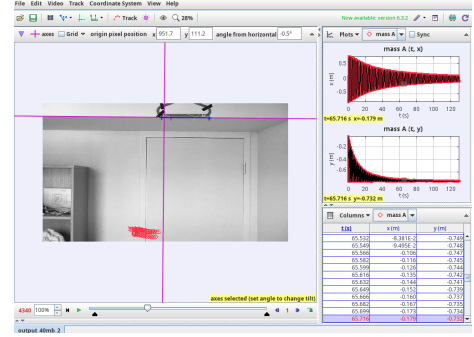 File Edit Video Track Coordinate System View Help
Track 28% Newavailable: version 6.3.2
axes Grid origin pixel position x 951.7 y 111.2 angle from horizontal -0.5°
Plots mass A Sync
mass A (t, x)
x (m)
0.5
0
-0.5
0 20 40 60 80 100 120
t (s)
t=65.716 s x=-0.179 m
mass A (t, y)
y (m)
-0.2
-0.4
-0.6
0 20 40 60 80 100 120
t (s)
t=65.716 s y=-0.732 m
Columns mass A
t (s) x (m) y (m)
65.532 -8.381E-2 -0.749
65.549 -9.495E-2 -0.748
65.566 -0.106 -0.747
65.582 -0.116 -0.745
65.599 -0.126 -0.744
65.616 -0.135 -0.742
65.632 -0.144 -0.741
65.649 -0.152 -0.739
65.666 -0.160 -0.737
65.682 -0.167 -0.735
65.699 -0.173 -0.734
65.716 -0.179 -0.732
axes selected (set angle to change tilt)
4340 100% 1
output_40mb_2